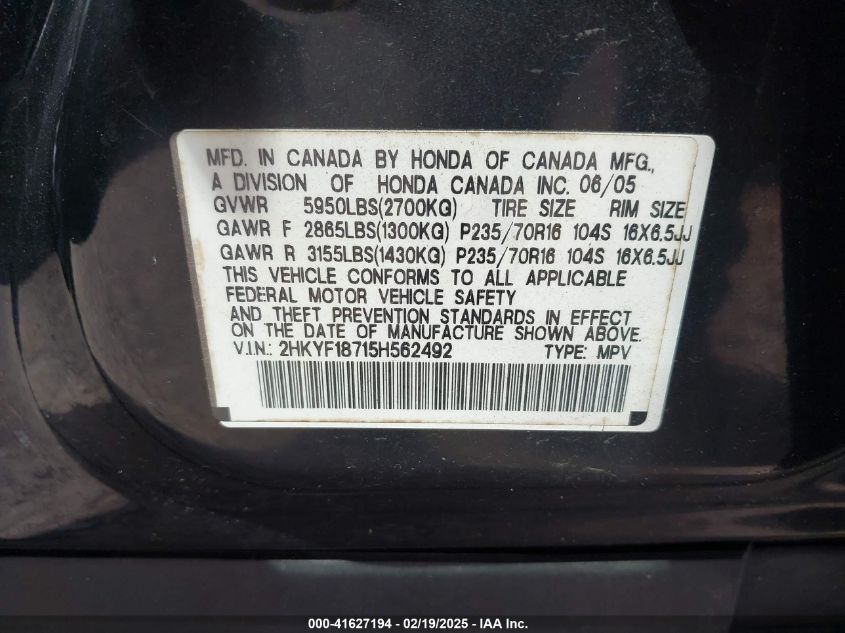 MFD. IN CANADA BY HONDA OF CANADA MFG.,
A DIVISION OF HONDA CANADA INC. 06/05
GVWR 5950LBS(2700KG) TIRE SIZE RIM SIZE
GAWR F 2865LBS(1300KG) P235/70R16 104S 16X6.5JJ
GAWR R 3155LBS(1430KG) P235/70R16 104S 16X6.5JJ
THIS VEHICLE CONFORMS TO ALL APPLICABLE
FEDERAL MOTOR VEHICLE SAFETY
AND THEFT PREVENTION STANDARDS IN EFFECT
ON THE DATE OF MANUFACTURE SHOWN ABOVE.
V.I.N.: 2HKYF18715H562492 TYPE: MPV
000-41627194 - 02/19/2025 - IAA Inc.